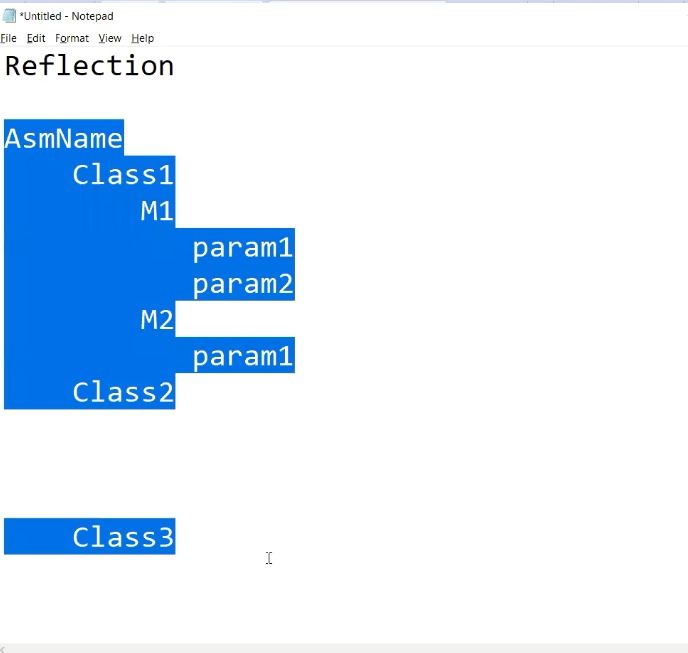 *Untitled - Notepad
File Edit Format View Help
Reflection
AsmName
Class1
M1
param1
param2
M2
param1
Class2
Class3